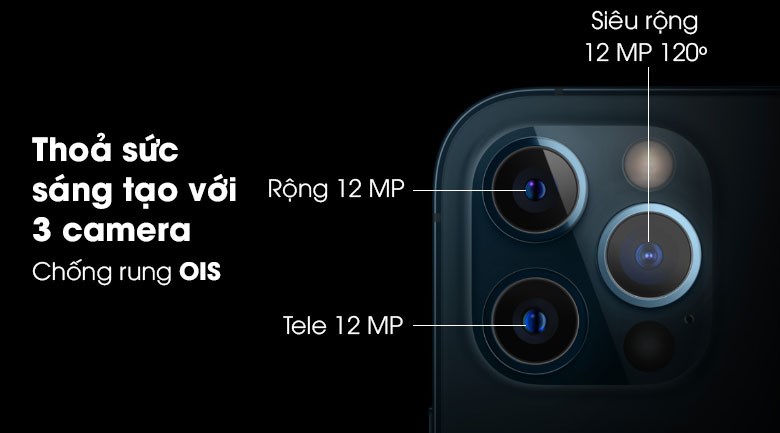 Siêu rộng
12 MP 120º
Thoả sức
sáng tạo với
3 camera
Chống rung OIS
Rộng 12 MP
Tele 12 MP